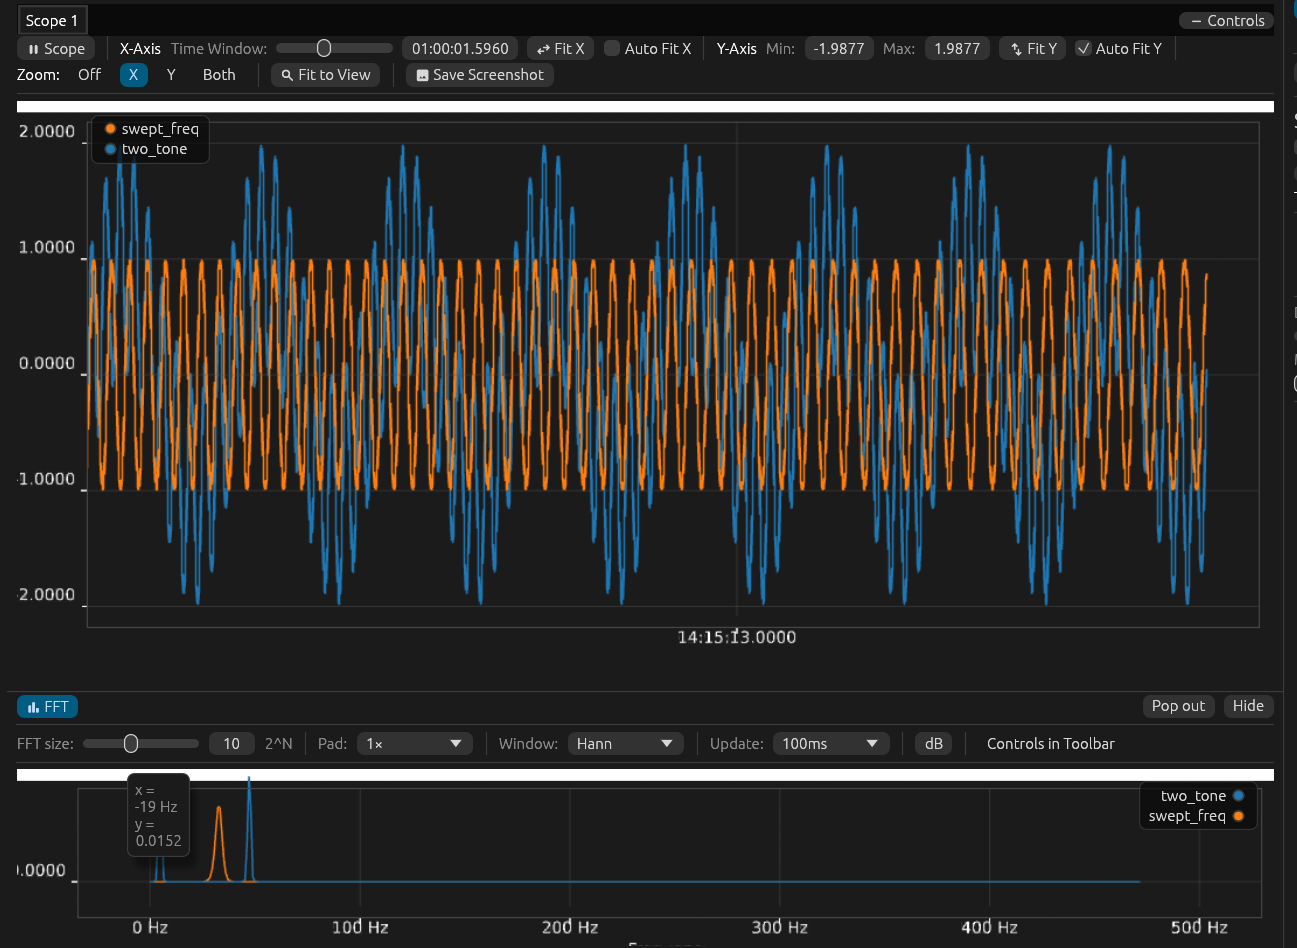 Scope 1
− Controls
Scope X-Axis Time Window: 01:00:01.5960 Fit X Auto Fit X Y-Axis Min: -1.9877 Max: 1.9877 Fit Y Auto Fit Y
Zoom: Off X Y Both Fit to View Save Screenshot
2.0000
swept_freq
two_tone
1.0000
0.0000
-1.0000
-2.0000
14:15:13.0000
FFT
Pop out Hide
FFT size: 10 2^N Pad: 1× Window: Hann Update: 100ms dB Controls in Toolbar
x =
-19 Hz
y =
0.0152
two_tone
swept_freq
0.0000
0 Hz 100 Hz 200 Hz 300 Hz 400 Hz 500 Hz